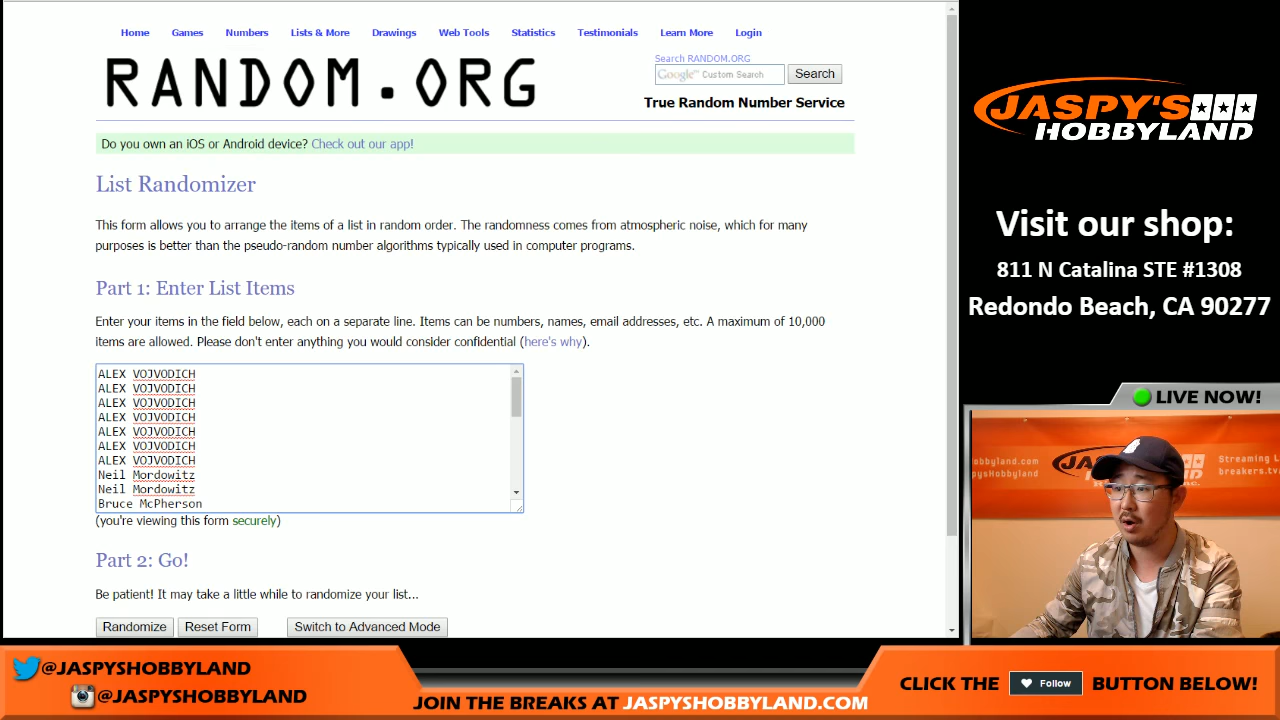 Home Games Numbers Lists & More Drawings Web Tools Statistics Testimonials Learn More Login
RANDOM.ORG
Search RANDOM.ORG
Google™ Custom Search Search
True Random Number Service
Do you own an iOS or Android device? Check out our app!
List Randomizer
This form allows you to arrange the items of a list in random order. The randomness comes from atmospheric noise, which for many
purposes is better than the pseudo-random number algorithms typically used in computer programs.
Part 1: Enter List Items
Enter your items in the field below, each on a separate line. Items can be numbers, names, email addresses, etc. A maximum of 10,000
items are allowed. Please don't enter anything you would consider confidential (here's why).
ALEX VOJVODICH
ALEX VOJVODICH
ALEX VOJVODICH
ALEX VOJVODICH
ALEX VOJVODICH
ALEX VOJVODICH
ALEX VOJVODICH
Neil Mordowitz
Neil Mordowitz
Bruce McPherson
(you're viewing this form securely)
Part 2: Go!
Be patient! It may take a little while to randomize your list...
Randomize Reset Form Switch to Advanced Mode
JASPY'S
HOBBYLAND
Visit our shop:
811 N Catalina STE #1308
Redondo Beach, CA 90277
LIVE NOW!
@JASPYSHOBBYLAND
@JASPYSHOBBYLAND
JOIN THE BREAKS AT JASPYSHOBBYLAND.COM
CLICK THE Follow BUTTON BELOW!